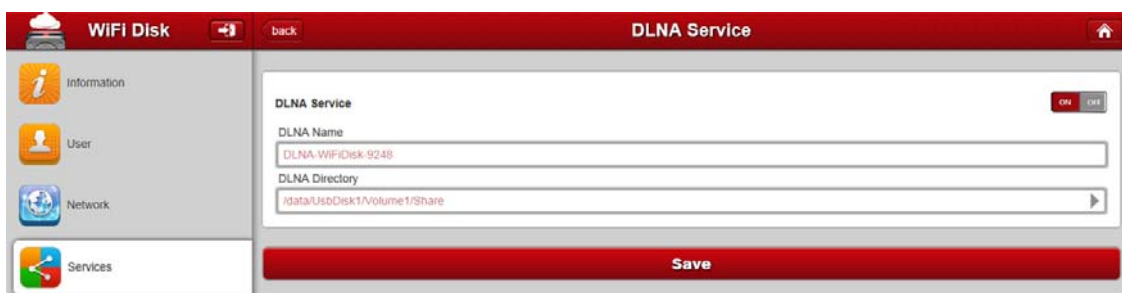 WiFi Disk
back
DLNA Service
Information
User
Network
Services
DLNA Service
ON OFF
DLNA Name
DLNA-WiFiDisk-9248
DLNA Directory
/data/UsbDisk1/Volume1/Share
Save